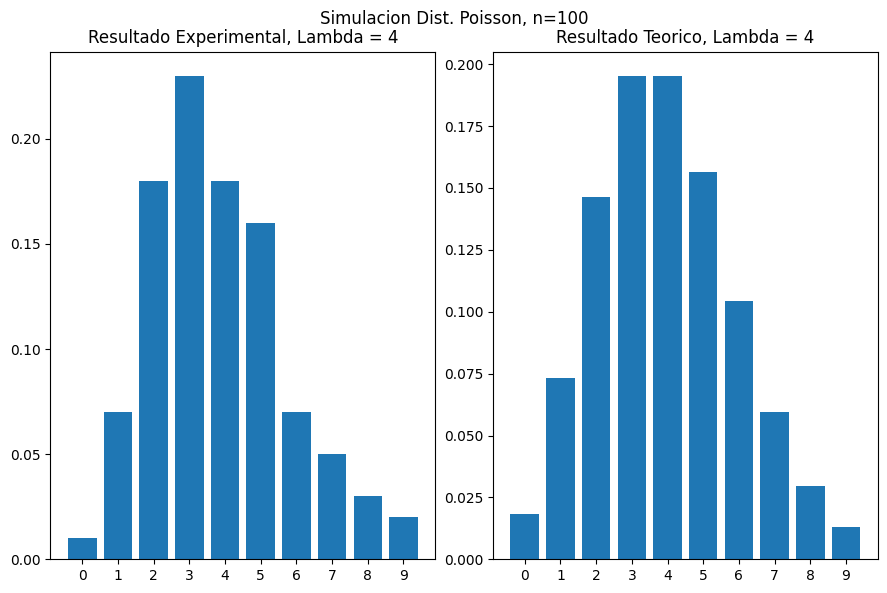 Simulacion Dist. Poisson, n=100
Resultado Experimental, Lambda = 4
0.20
0.15
0.10
0.05
0.00
0 1 2 3 4 5 6 7 8 9
Resultado Teorico, Lambda = 4
0.200
0.175
0.150
0.125
0.100
0.075
0.050
0.025
0.000
0 1 2 3 4 5 6 7 8 9